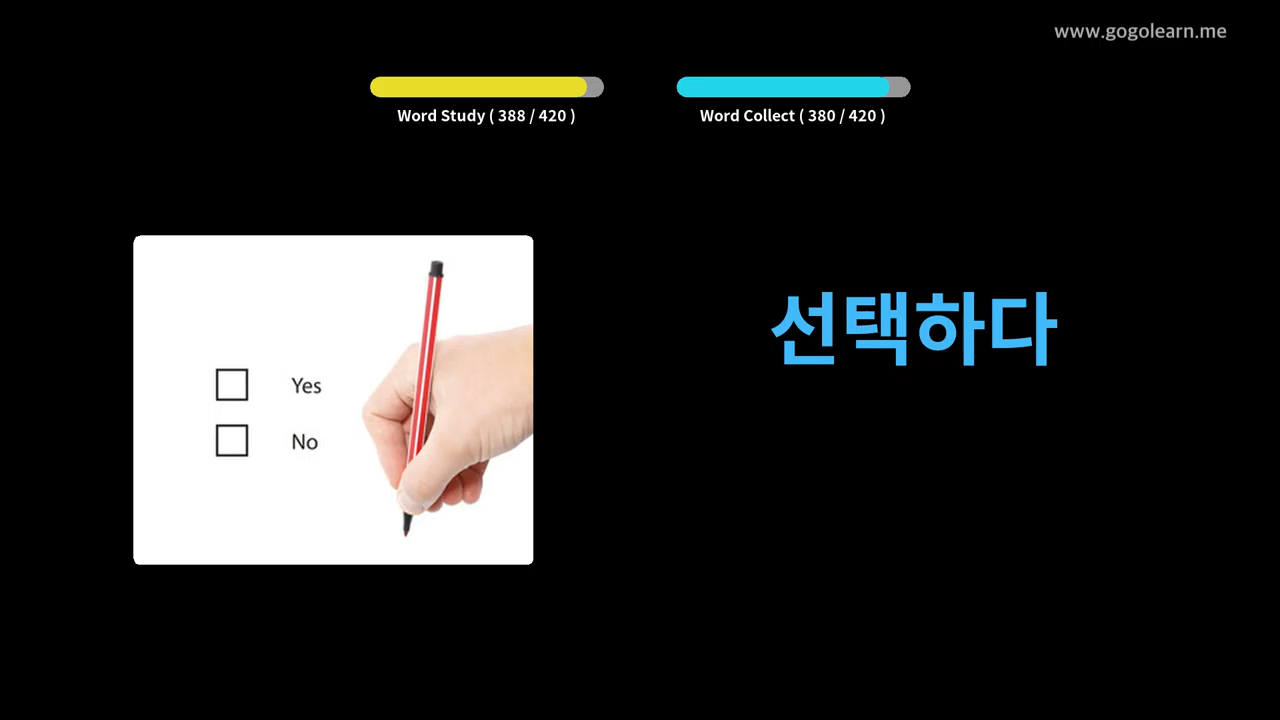 www.gogolearn.me
Word Study ( 388 / 420 )
Word Collect ( 380 / 420 )
선택하다
Yes
No